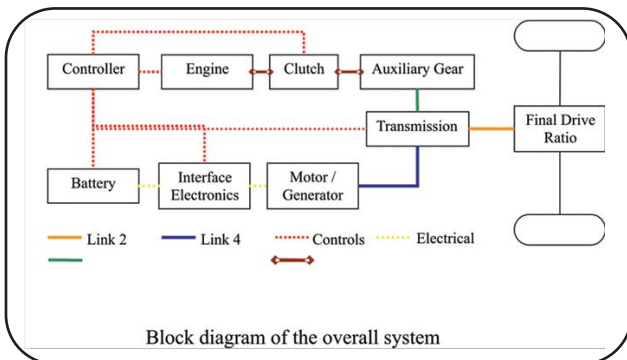 Controller
Engine
Clutch
Auxiliary Gear
Transmission
Final Drive
Ratio
Battery
Interface
Electronics
Motor /
Generator
Link 2
Link 4
Controls
Electrical
Block diagram of the overall system